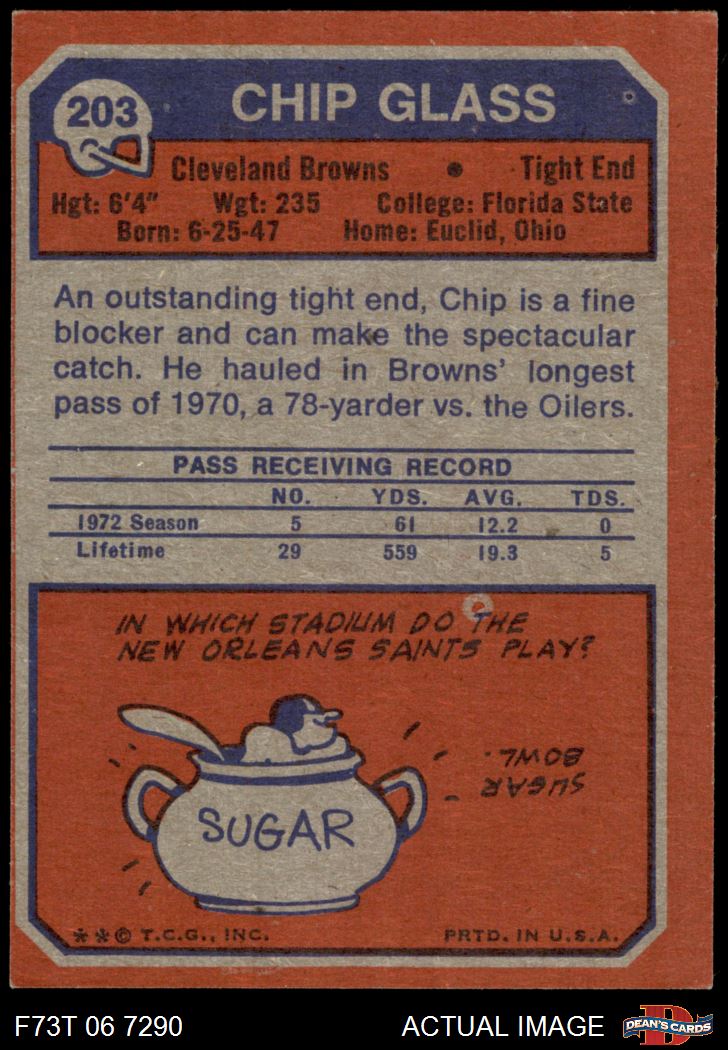 203
CHIP GLASS
Cleveland Browns • Tight End
Hgt: 6'4" Wgt: 235 College: Florida State
Born: 6-25-47 Home: Euclid, Ohio
An outstanding tight end, Chip is a fine
blocker and can make the spectacular
catch. He hauled in Browns' longest
pass of 1970, a 78-yarder vs. the Oilers.
PASS RECEIVING RECORD
NO. YDS. AVG. TDS.
1972 Season 5 61 12.2 0
Lifetime 29 559 19.3 5
IN WHICH STADIUM DO THE
NEW ORLEANS SAINTS PLAY?
SUGAR
BOWL.
SUGAR
**© T.C.G., INC. PRTD. IN U.S.A.
F73T 06 7290 ACTUAL IMAGE
D
DEAN'S CARDS